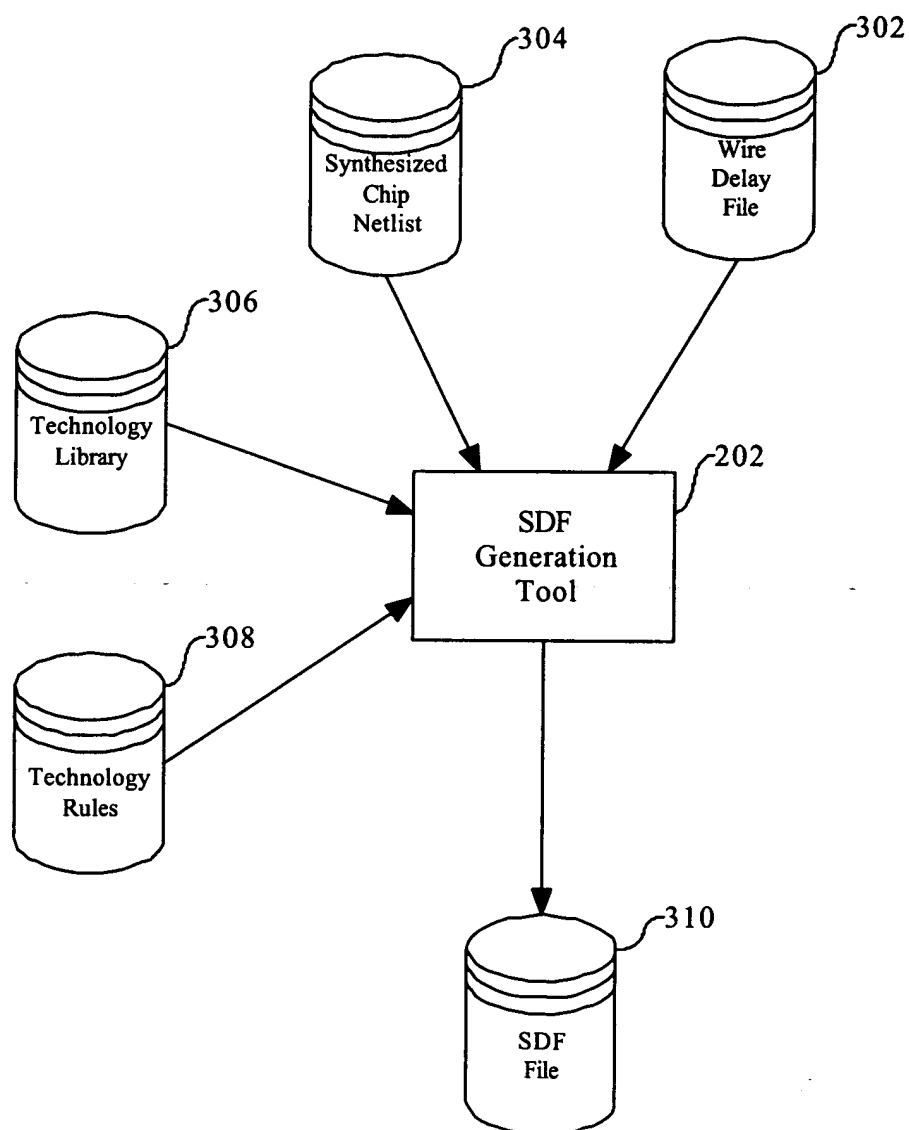 304
302
Synthesized
Chip
Netlist
Wire
Delay
File
306
Technology
Library
202
SDF
Generation
Tool
308
Technology
Rules
310
SDF
File